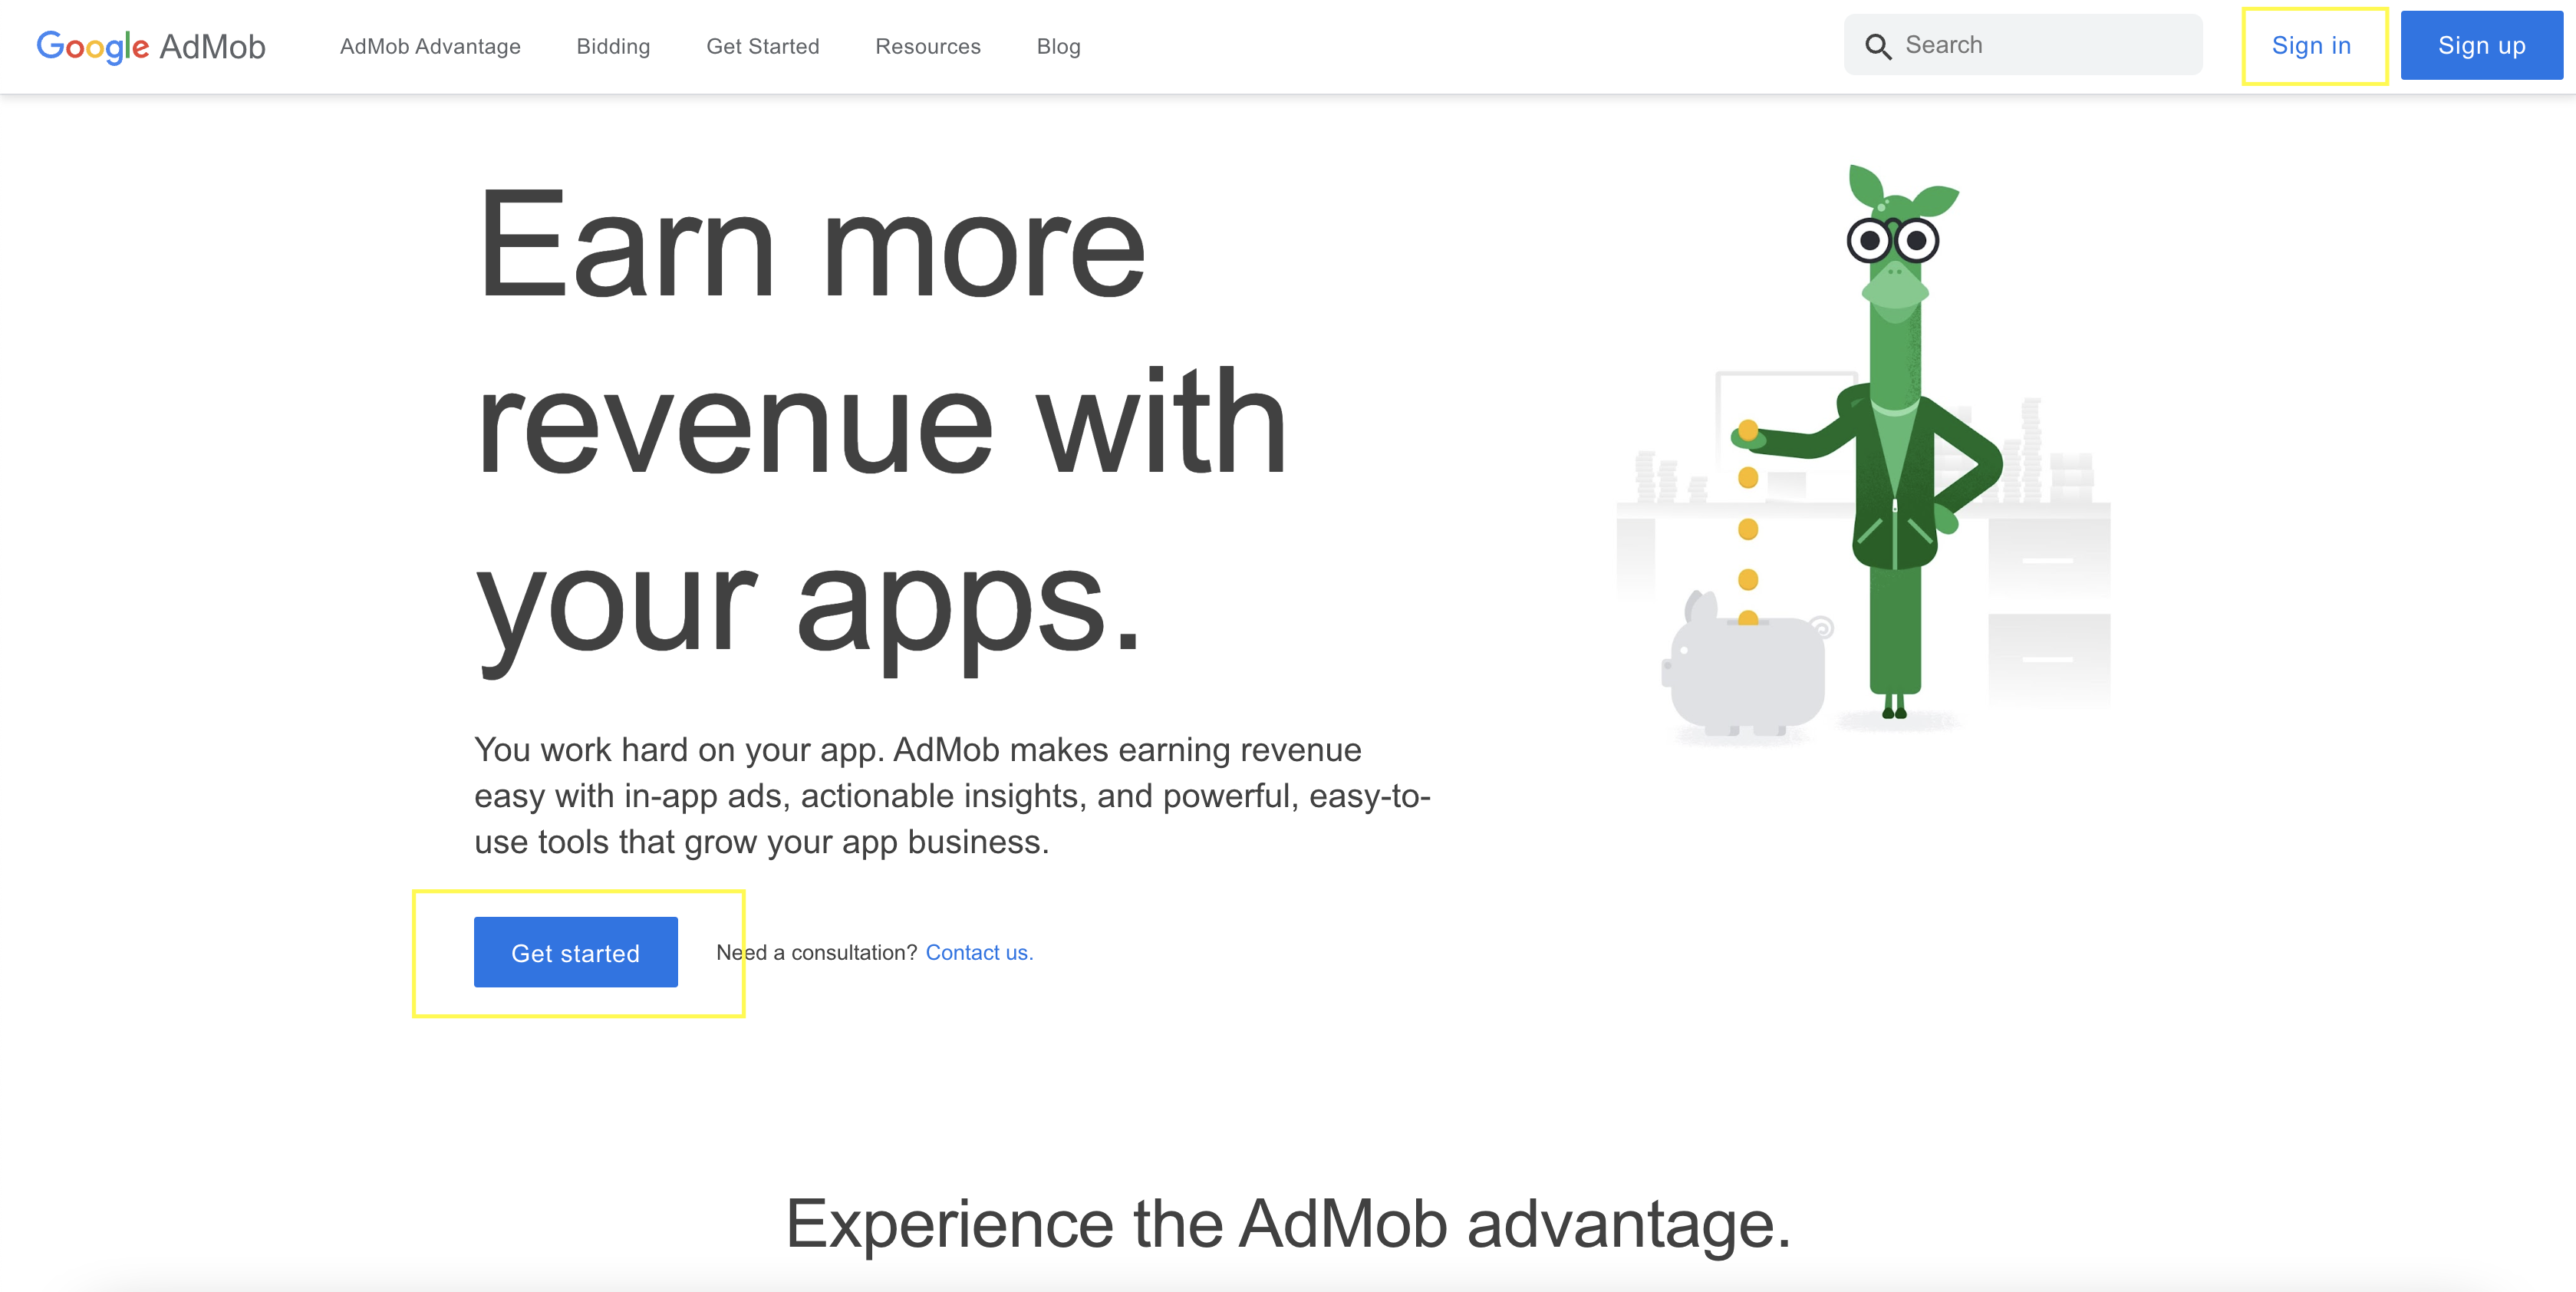 Google AdMob
AdMob Advantage
Bidding
Get Started
Resources
Blog
Search
Sign in
Sign up
Earn more
revenue with
your apps.
You work hard on your app. AdMob makes earning revenue
easy with in-app ads, actionable insights, and powerful, easy-to-
use tools that grow your app business.
Get started
Need a consultation? Contact us.
Experience the AdMob advantage.